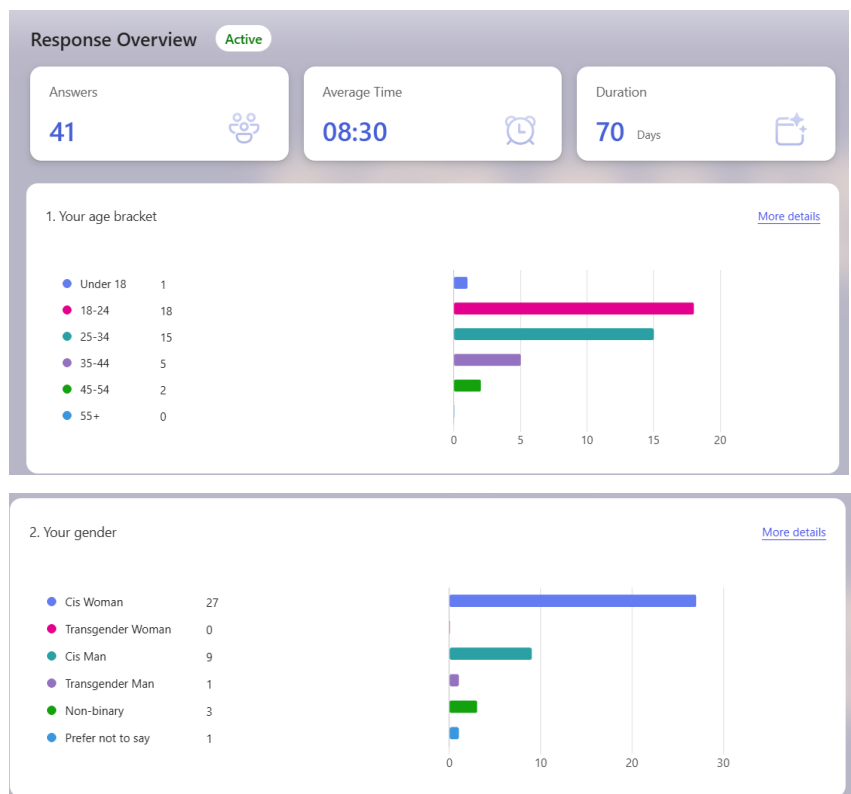 Response Overview Active
Answers Average Time Duration
41 08:30 70 Days
1. Your age bracket More details
Under 18 1
18-24 18
25-34 15
35-44 5
45-54 2
55+ 0
0 5 10 15 20
2. Your gender More details
Cis Woman 27
Transgender Woman 0
Cis Man 9
Transgender Man 1
Non-binary 3
Prefer not to say 1
0 10 20 30